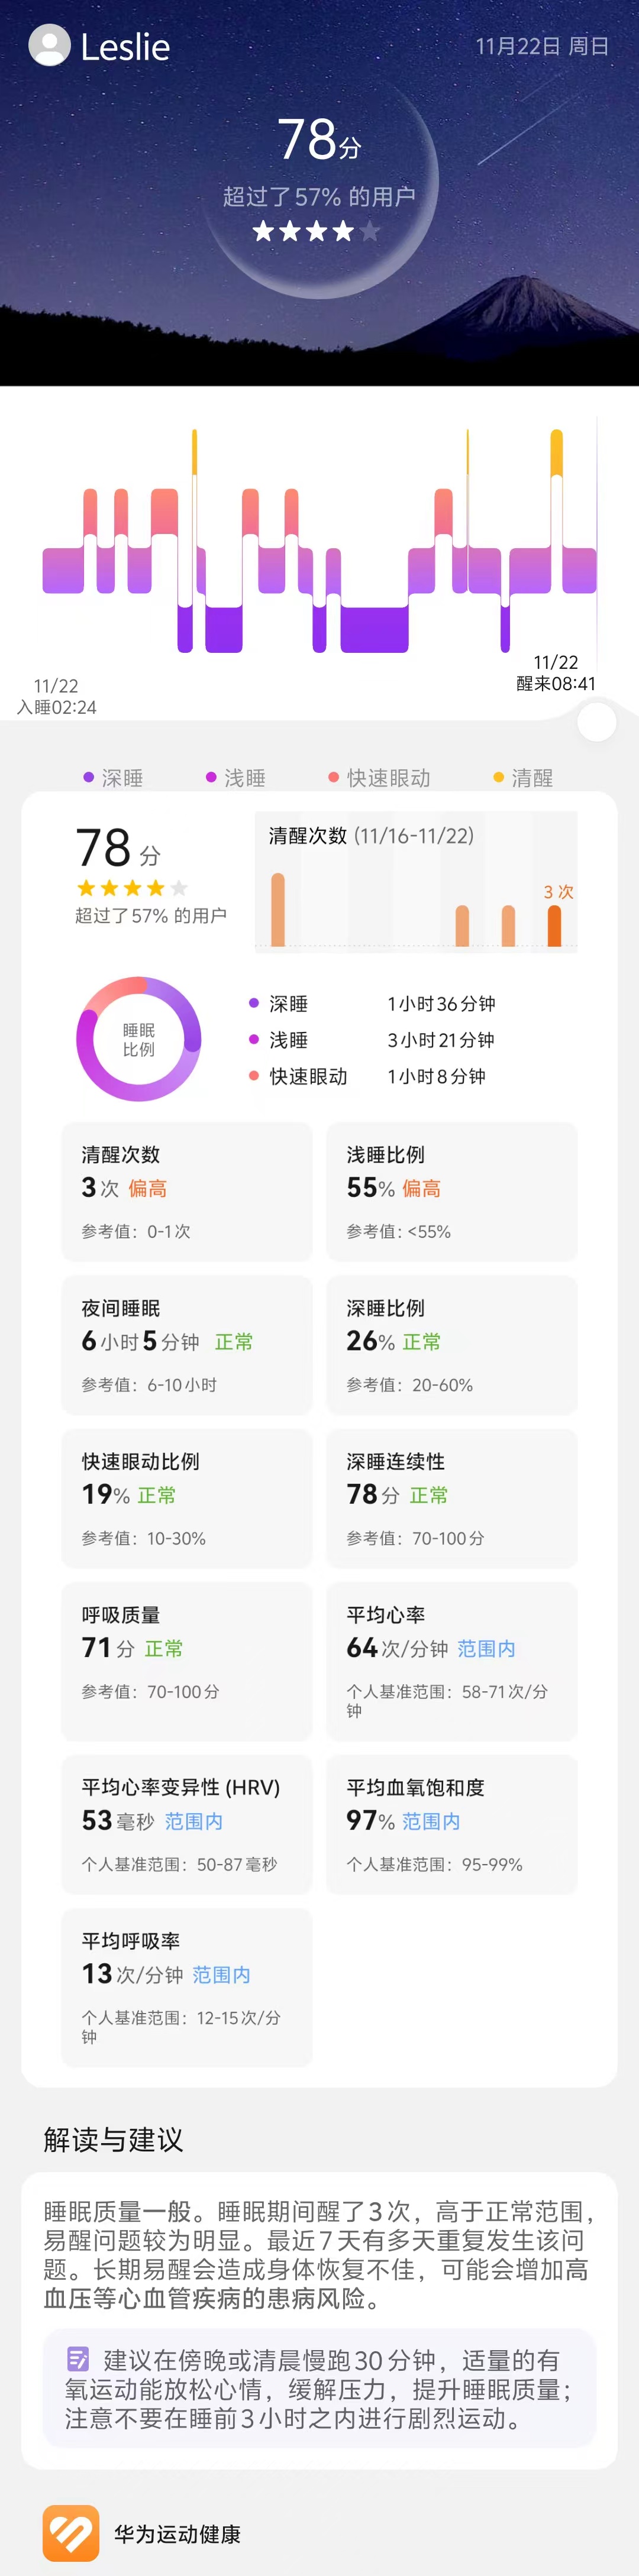 Leslie
11月22日 周日
78分
超过了57% 的用户
11/22
入睡02:24
11/22
醒来08:41
深睡
浅睡
快速眼动
清醒
78 分
超过了57% 的用户
清醒次数 (11/16-11/22)
3 次
睡眠
比例
深睡 1小时36分钟
浅睡 3小时21分钟
快速眼动 1小时8分钟
清醒次数
3次 偏高
参考值：0-1次
浅睡比例
55% 偏高
参考值：<55%
夜间睡眠
6小时5分钟 正常
参考值：6-10小时
深睡比例
26% 正常
参考值：20-60%
快速眼动比例
19% 正常
参考值：10-30%
深睡连续性
78分 正常
参考值：70-100分
呼吸质量
71分 正常
参考值：70-100分
平均心率
64次/分钟 范围内
个人基准范围：58-71次/分
钟
平均心率变异性 (HRV)
53毫秒 范围内
个人基准范围：50-87毫秒
平均血氧饱和度
97% 范围内
个人基准范围：95-99%
平均呼吸率
13次/分钟 范围内
个人基准范围：12-15次/分
钟
解读与建议
睡眠质量一般。睡眠期间醒了3次，高于正常范围，
易醒问题较为明显。最近7天有多天重复发生该问
题。长期易醒会造成身体恢复不佳，可能会增加高
血压等心血管疾病的患病风险。
建议在傍晚或清晨慢跑30分钟，适量的有
氧运动能放松心情，缓解压力，提升睡眠质量；
注意不要在睡前3小时之内进行剧烈运动。
华为运动健康